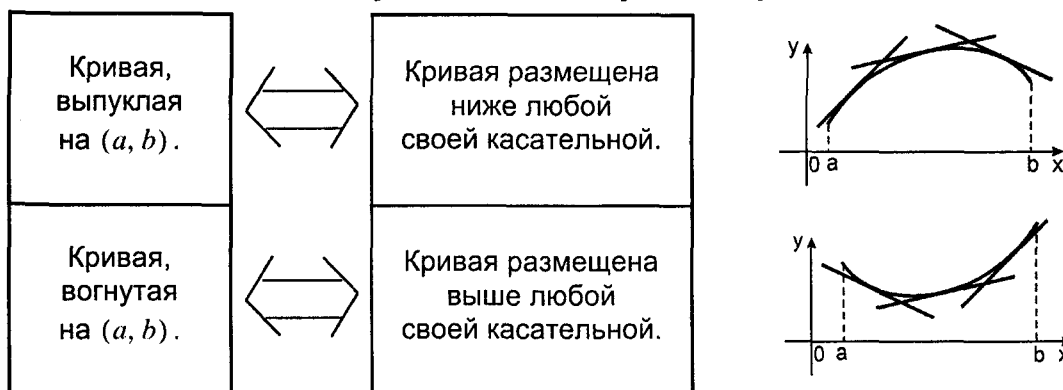 Кривая,
выпуклая
на (a, b).
Кривая размещена
ниже любой
своей касательной.
y
0 a b x
Кривая,
вогнутая
на (a, b).
Кривая размещена
выше любой
своей касательной.
y
0 a b x